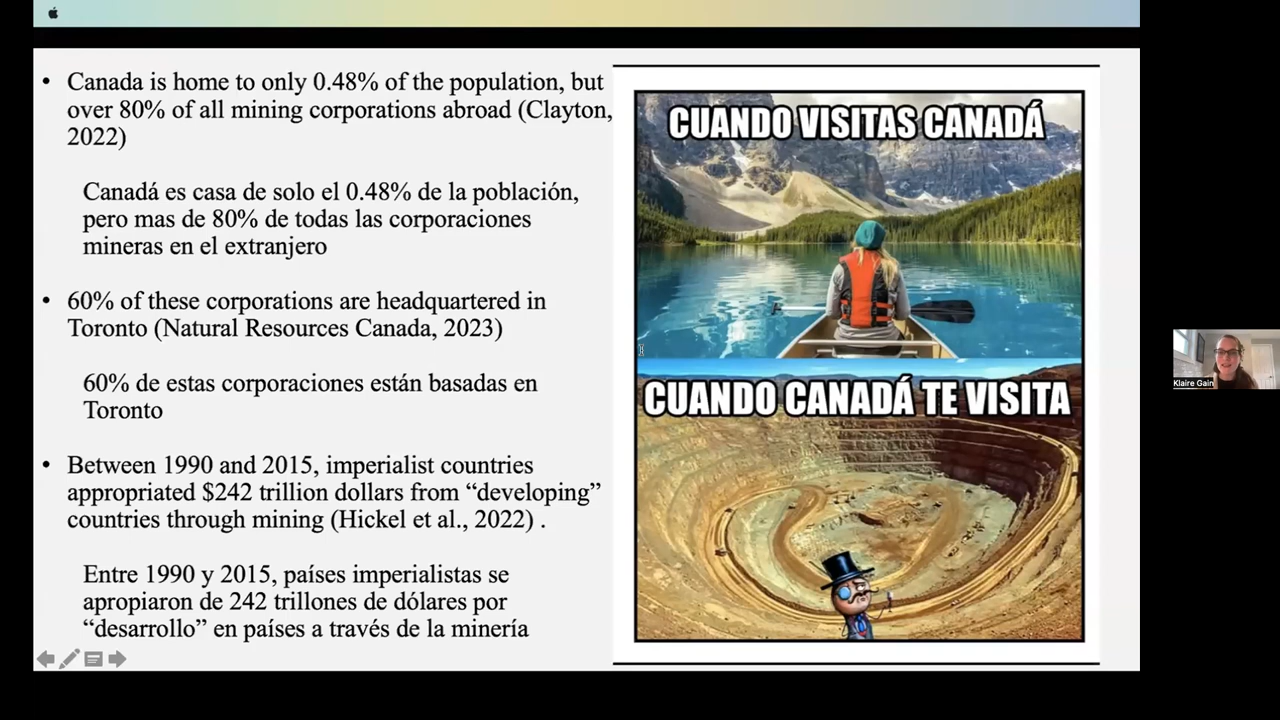 • Canada is home to only 0.48% of the population, but
over 80% of all mining corporations abroad (Clayton,
2022)
Canadá es casa de solo el 0.48% de la población,
pero mas de 80% de todas las corporaciones
mineras en el extranjero
• 60% of these corporations are headquartered in
Toronto (Natural Resources Canada, 2023)
60% de estas corporaciones están basadas en
Toronto
• Between 1990 and 2015, imperialist countries
appropriated $242 trillion dollars from “developing”
countries through mining (Hickel et al., 2022) .
Entre 1990 y 2015, países imperialistas se
apropiaron de 242 trillones de dólares por
“desarrollo” en países a través de la minería
CUANDO VISITAS CANADÁ
CUANDO CANADÁ TE VISITA
Klaire Gain